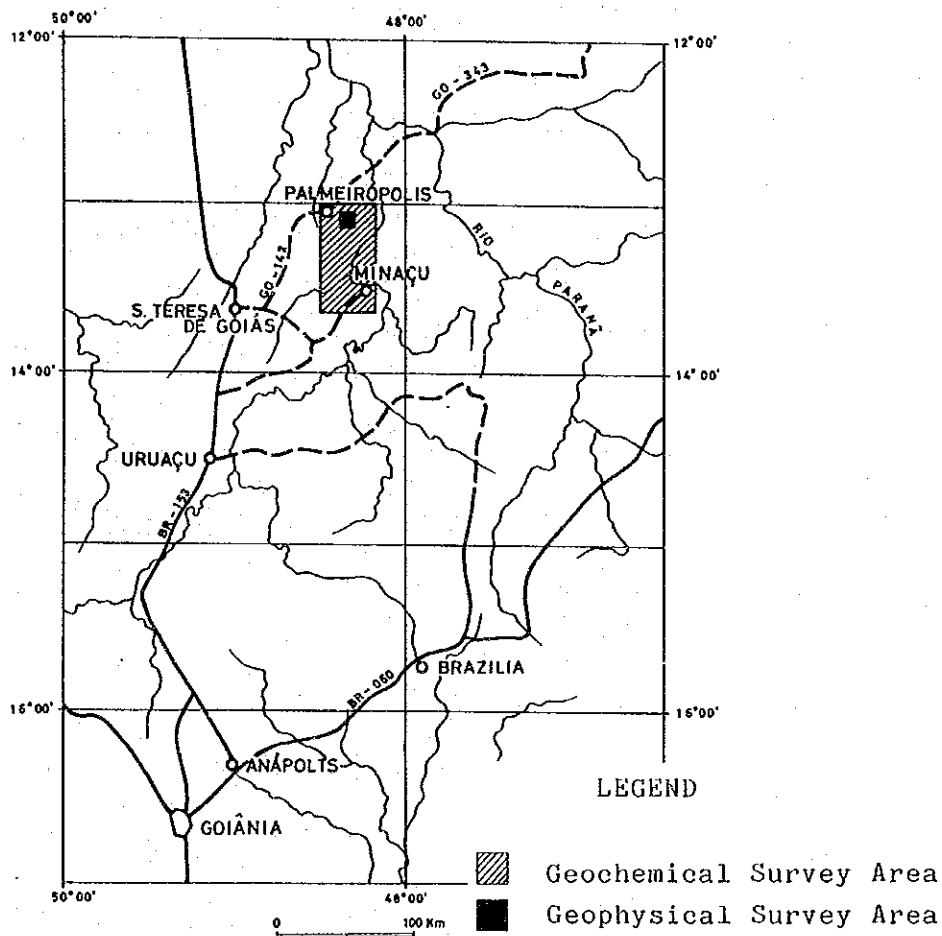 50°00'
48°00'
12°00'
12°00'
GO-343
PALMEIRÓPOLIS
RIO
GO-142
MINAÇU
PARANÃ
S. TERESA
DE GOIÁS
14°00'
14°00'
URUAÇU
BR-153
BRAZILIA
BR-060
16°00'
16°00'
ANÁPOLIS
LEGEND
GOIÂNIA
Geochemical Survey Area
50°00'
48°00'
Geophysical Survey Area
0 100 Km